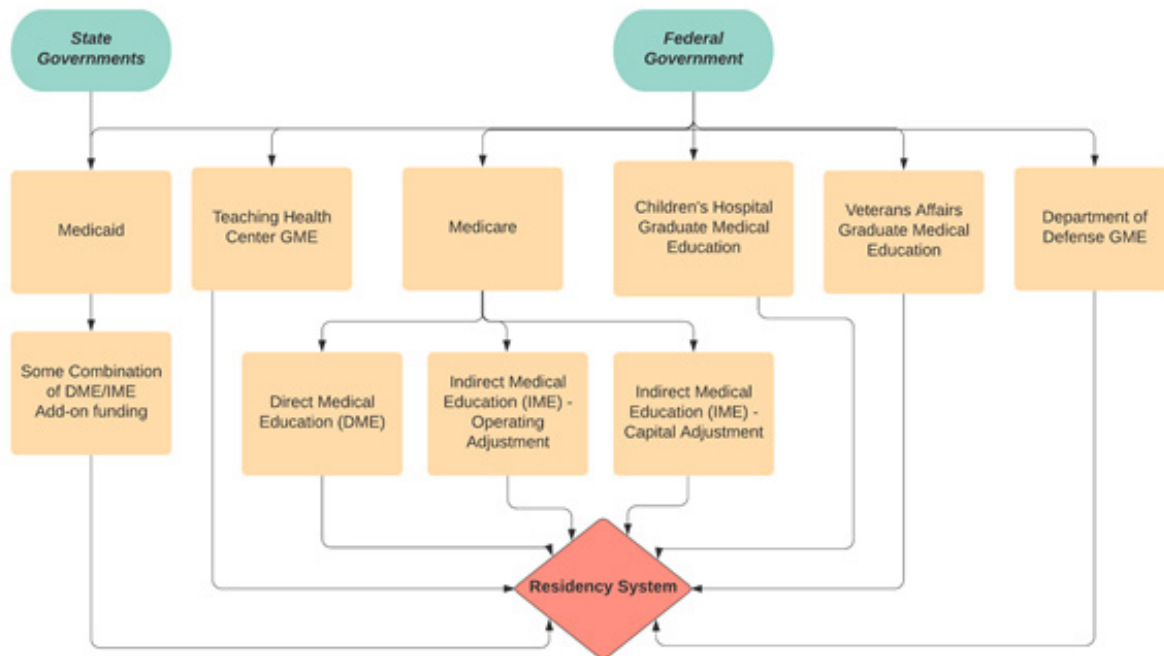 State
Governments
Federal
Government
Medicaid
Teaching Health
Center GME
Medicare
Children's Hospital
Graduate Medical
Education
Veterans Affairs
Graduate Medical
Education
Department of
Defense GME
Some Combination
of DME/IME
Add-on funding
Direct Medical
Education (DME)
Indirect Medical
Education (IME) -
Operating
Adjustment
Indirect Medical
Education (IME) -
Capital Adjustment
Residency System